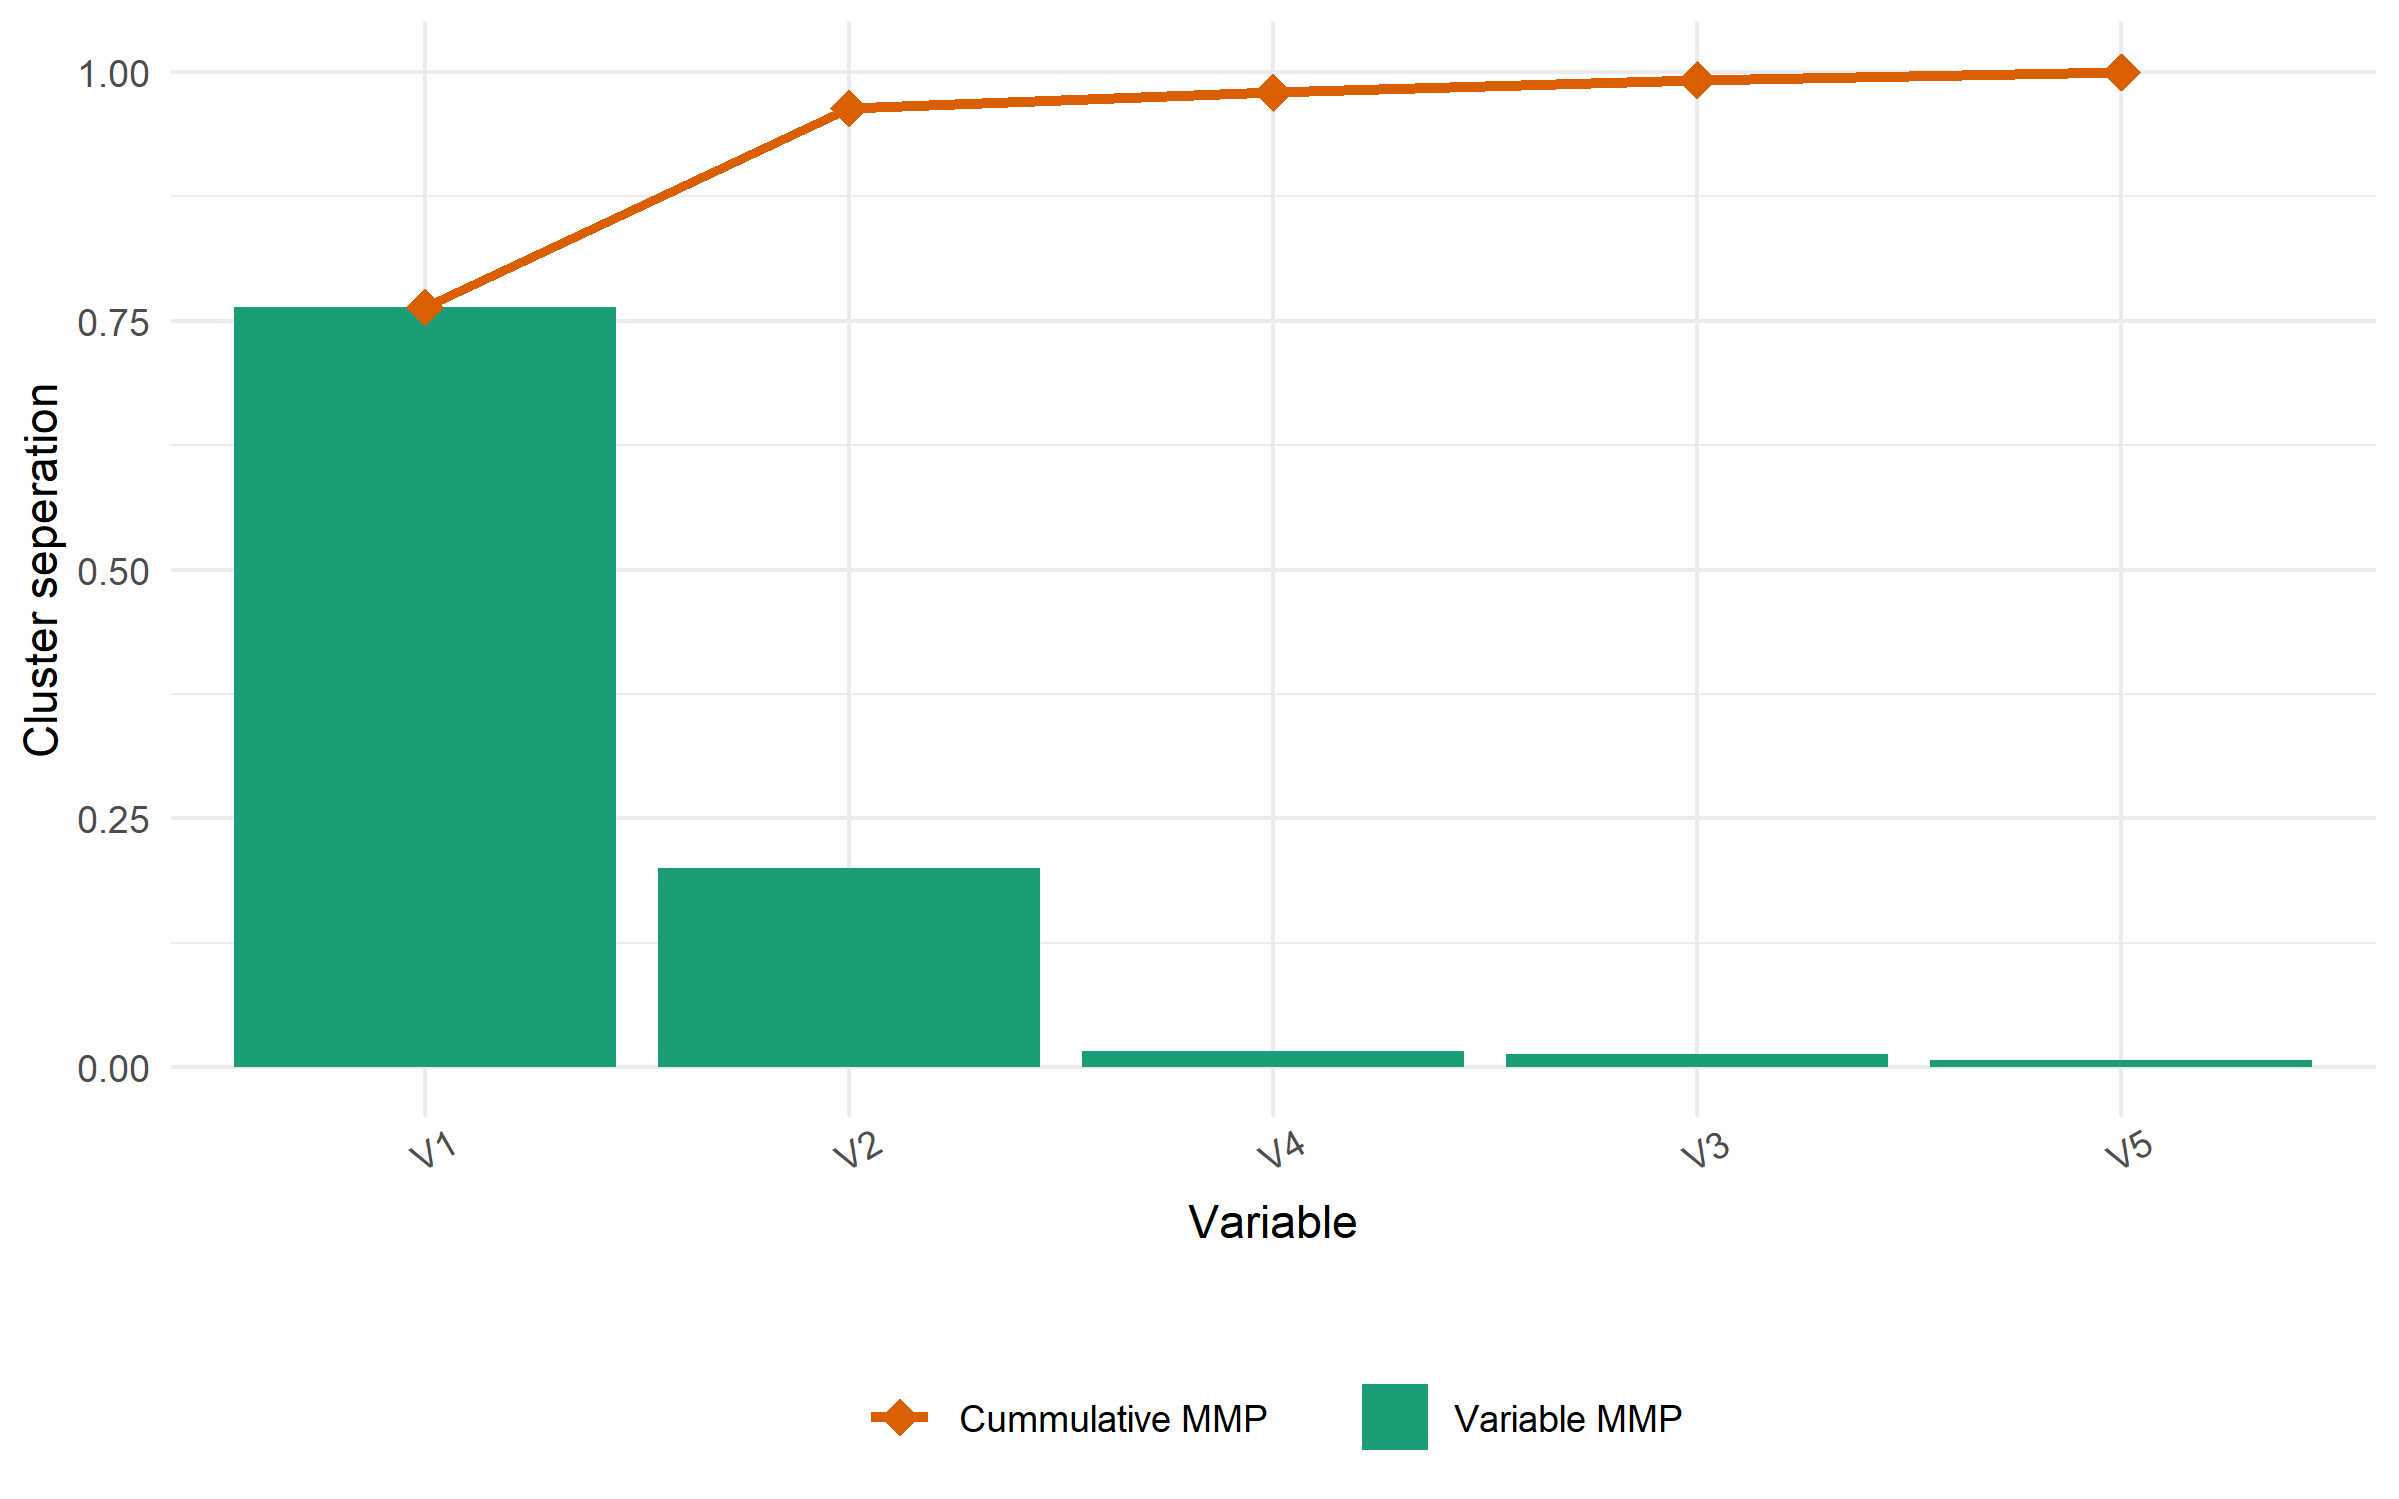 1.00
0.75
0.50
0.25
0.00
Cluster seperation
V1 V2 V4 V3 V5
Variable
Cummulative MMP Variable MMP